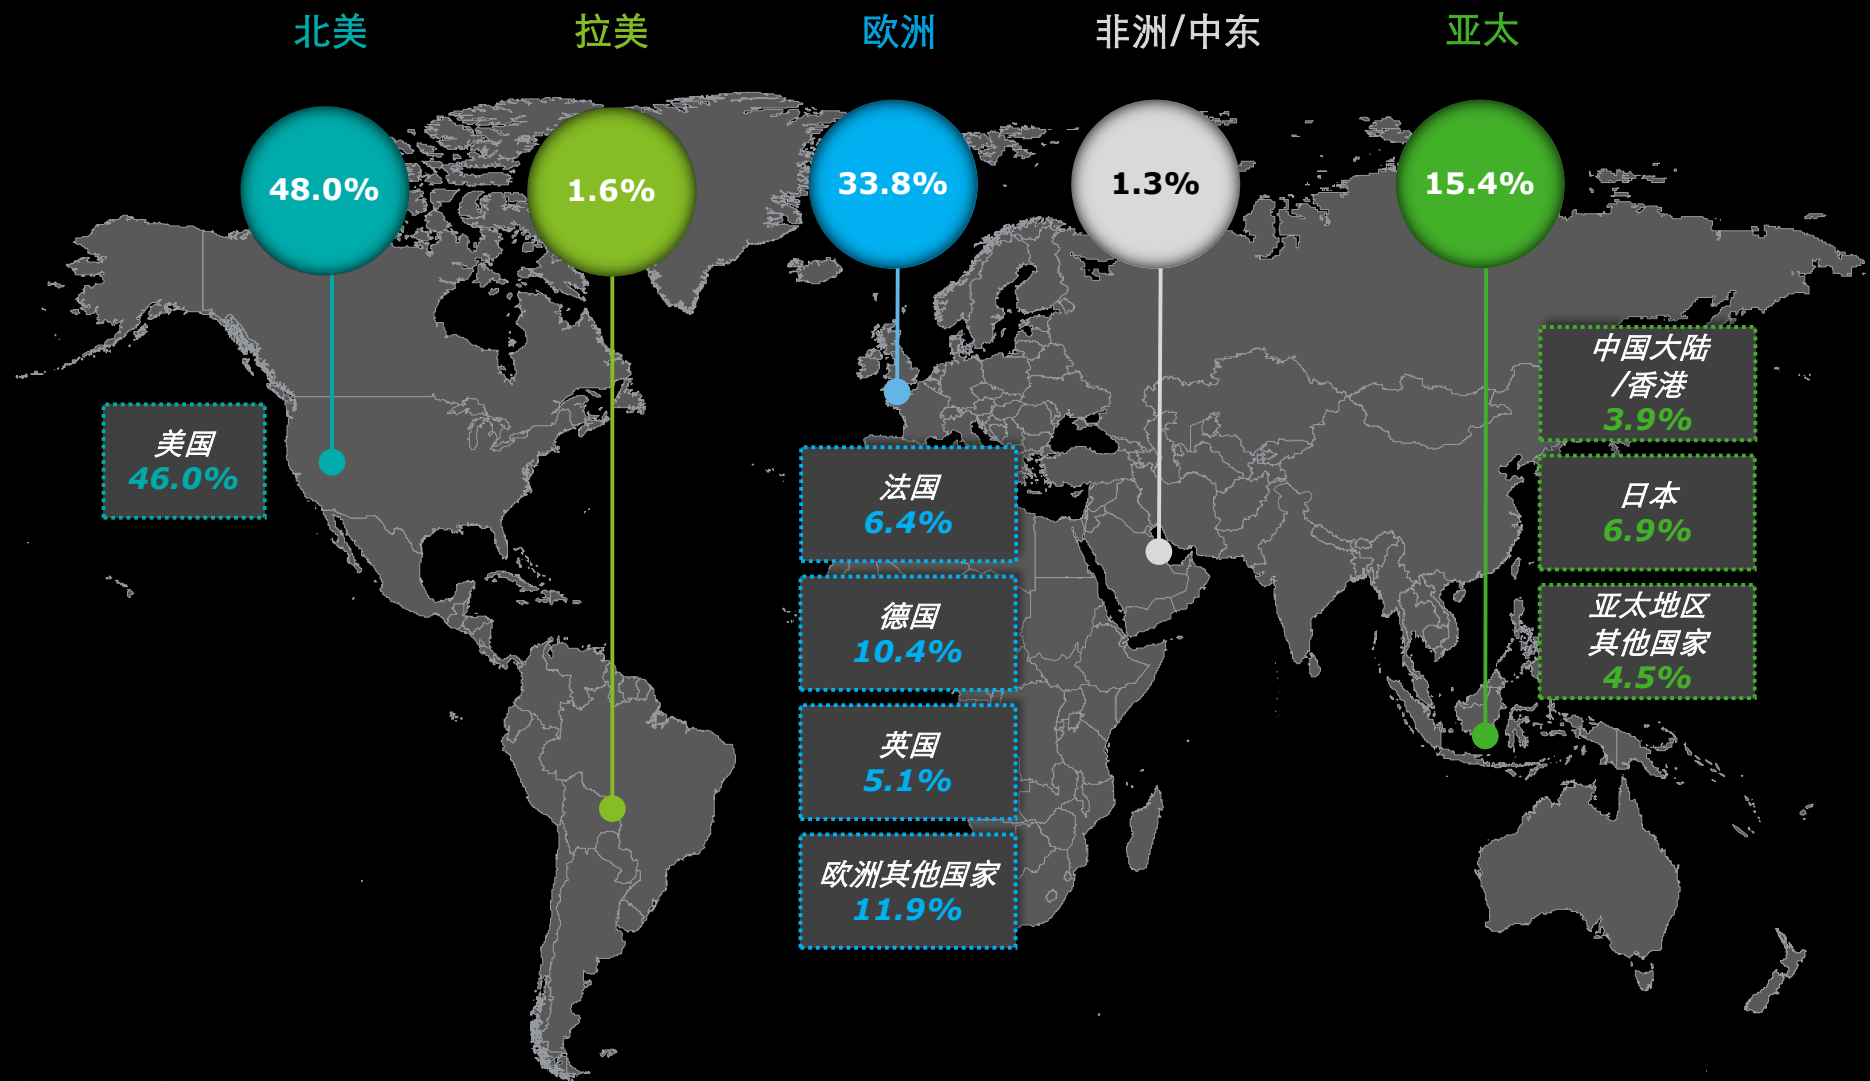 北美
拉美
欧洲
非洲/中东
亚太
48.0%
1.6%
33.8%
1.3%
15.4%
美国
46.0%
法国
6.4%
德国
10.4%
英国
5.1%
欧洲其他国家
11.9%
中国大陆
/香港
3.9%
日本
6.9%
亚太地区
其他国家
4.5%